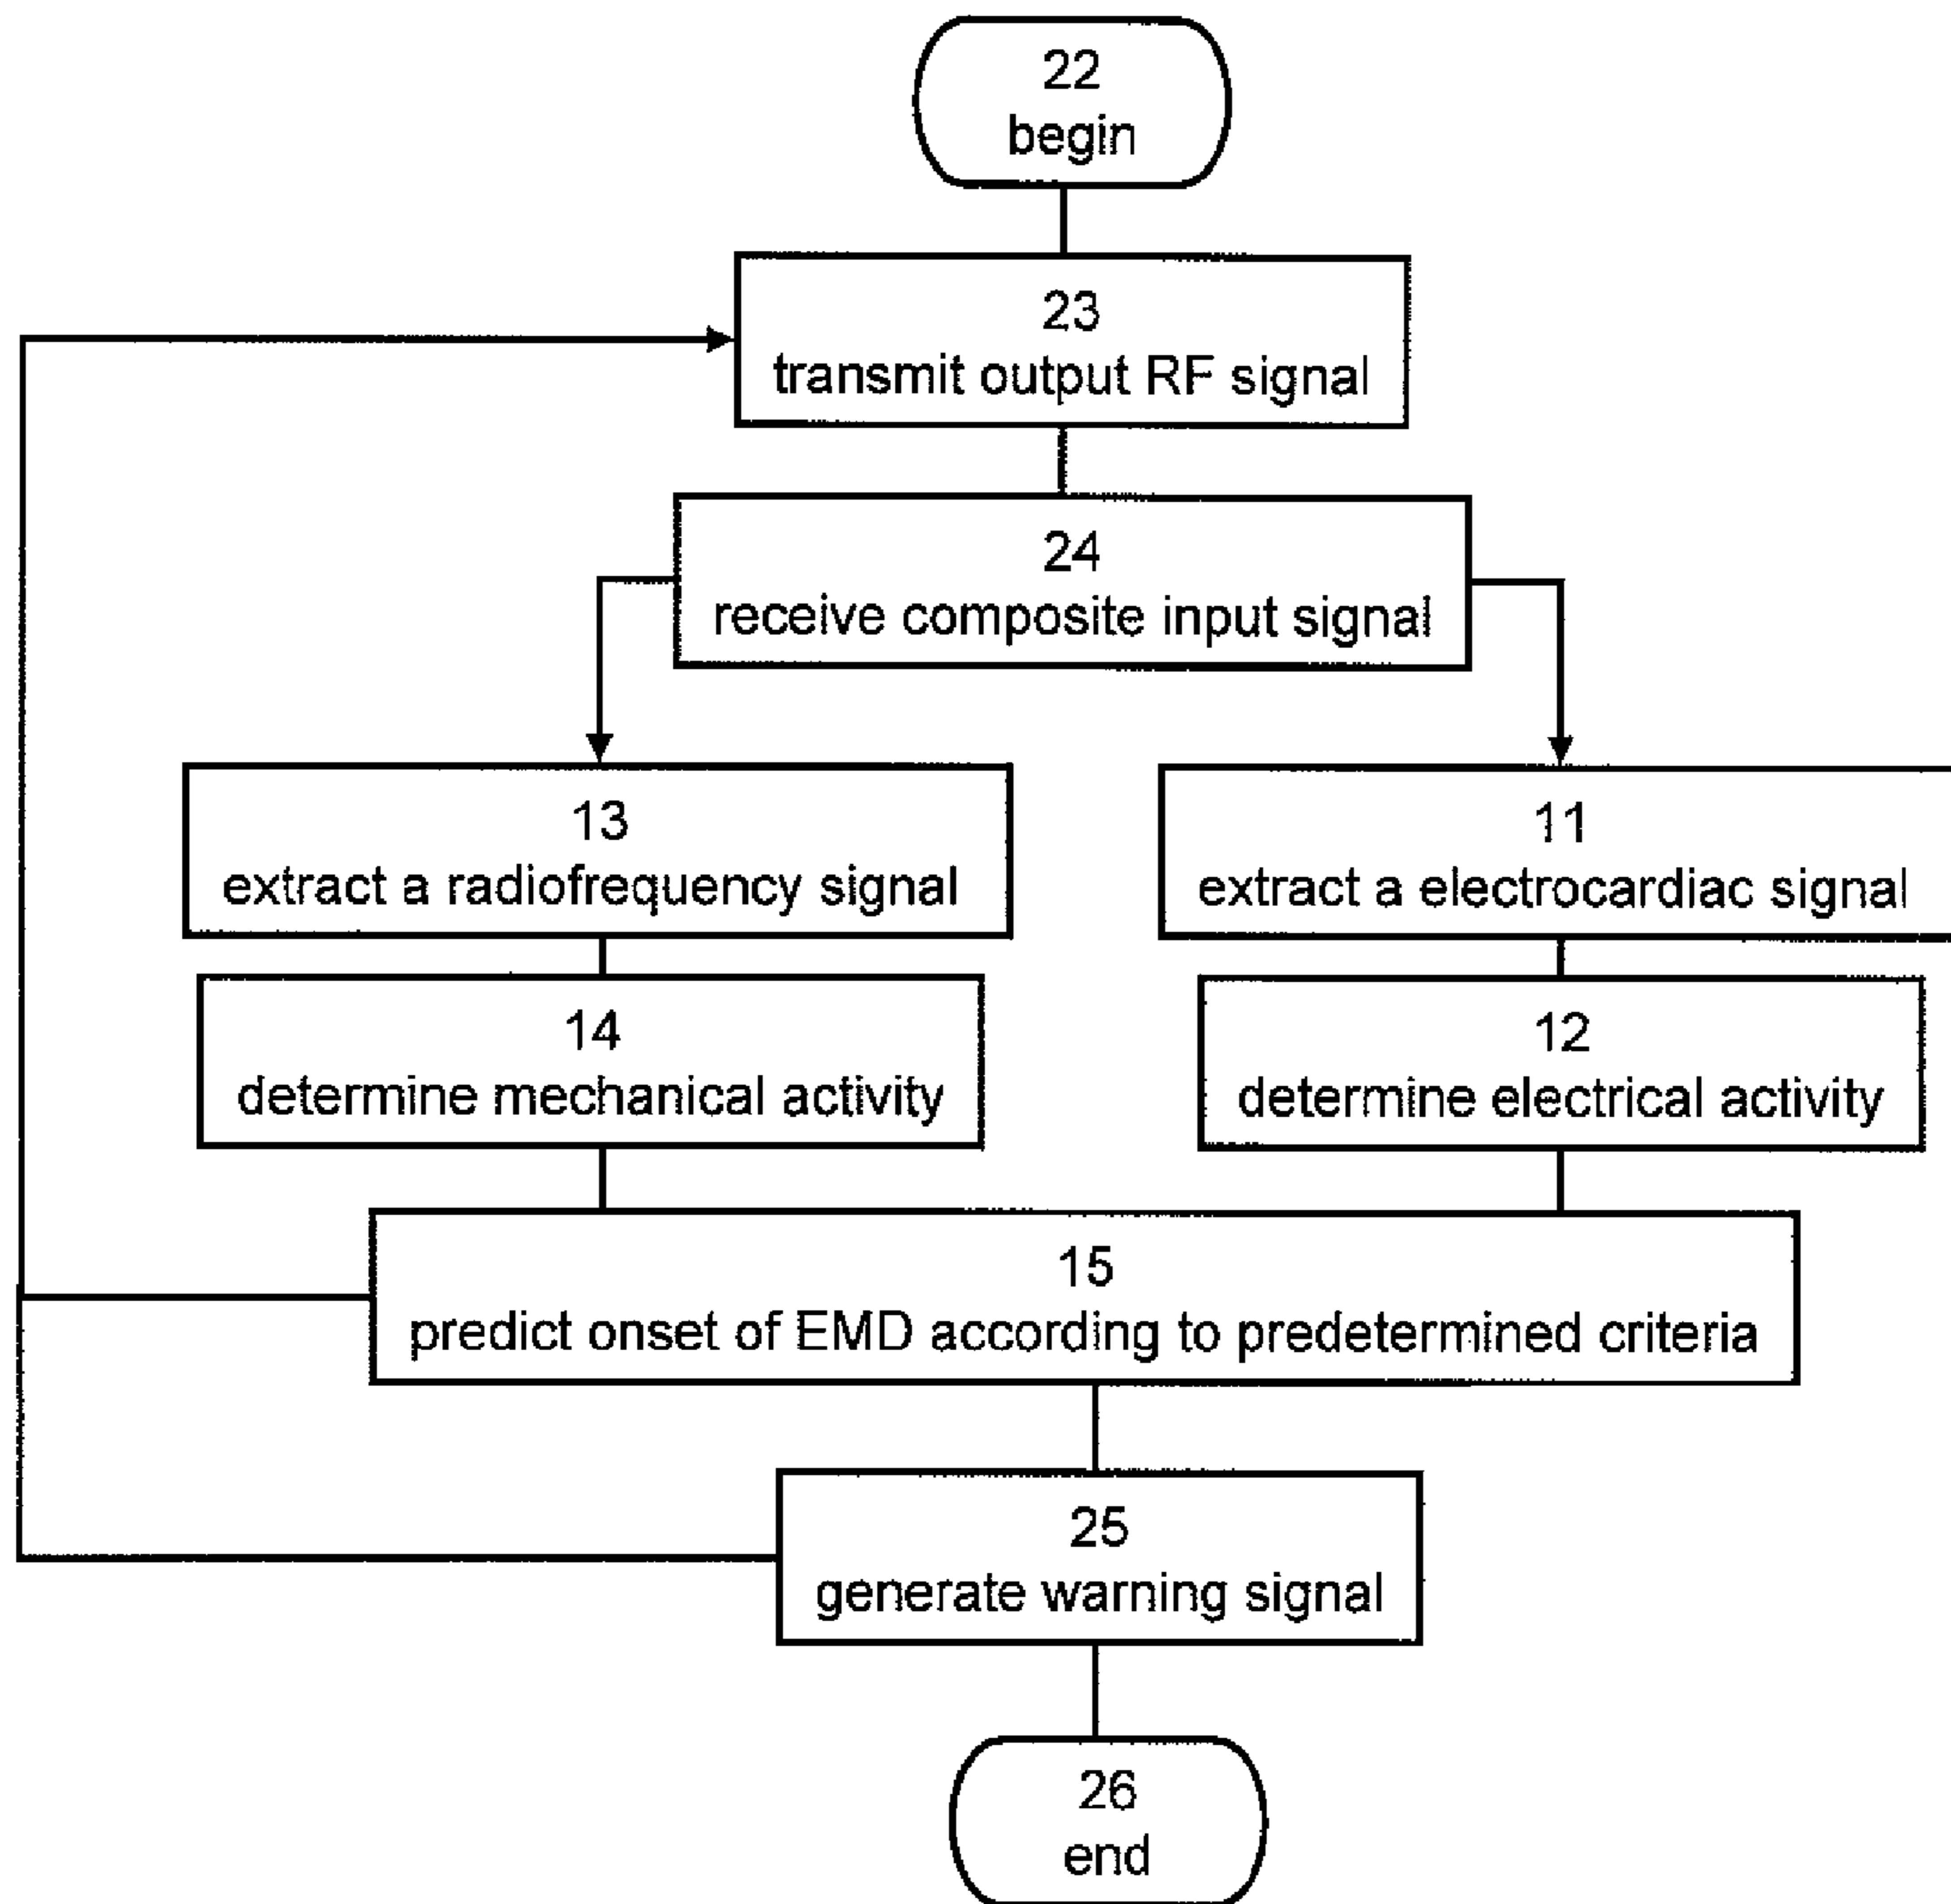 22
begin
23
transmit output RF signal
24
receive composite input signal
13
extract a radiofrequency signal
11
extract a electrocardiac signal
14
determine mechanical activity
12
determine electrical activity
15
predict onset of EMD according to predetermined criteria
25
generate warning signal
26
end